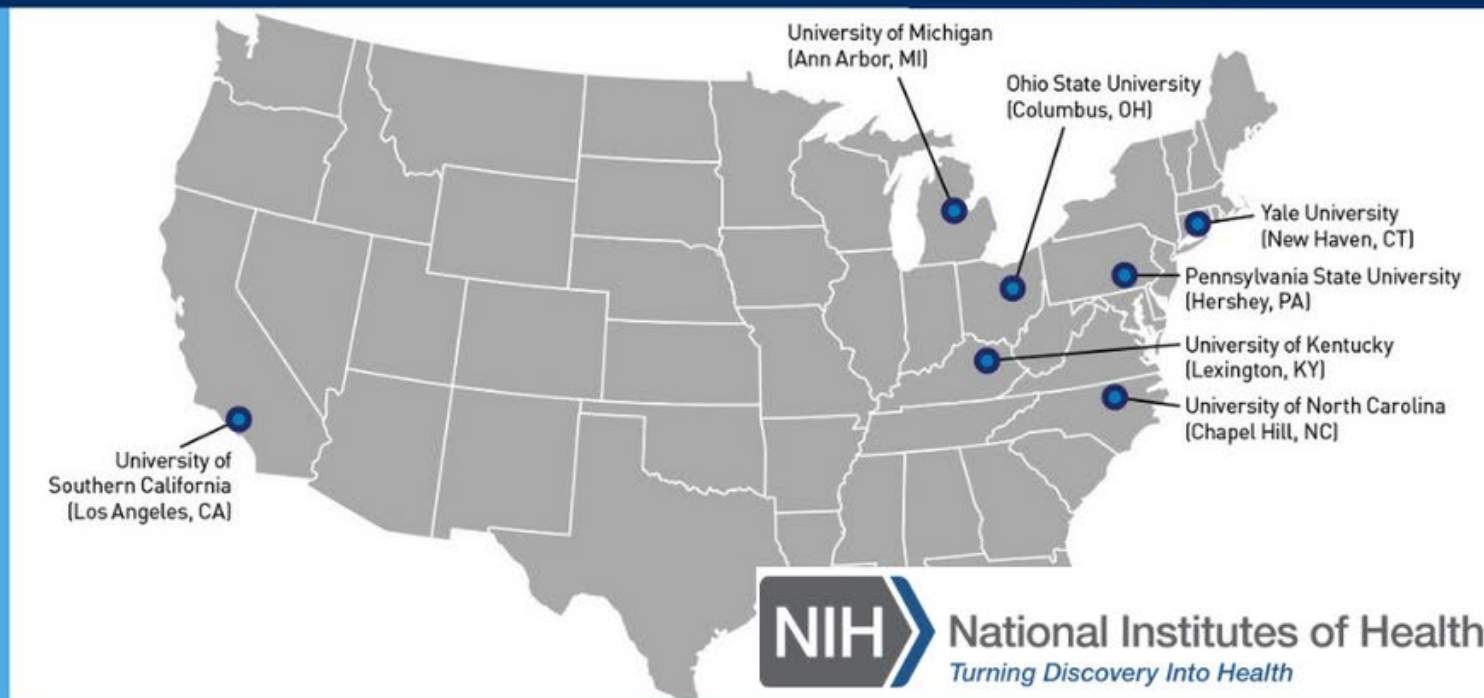 University of Michigan
(Ann Arbor, MI)
Ohio State University
(Columbus, OH)
Yale University
(New Haven, CT)
Pennsylvania State University
(Hershey, PA)
University of Kentucky
(Lexington, KY)
University of North Carolina
(Chapel Hill, NC)
University of
Southern California
(Los Angeles, CA)
NIH
National Institutes of Health
Turning Discovery Into Health